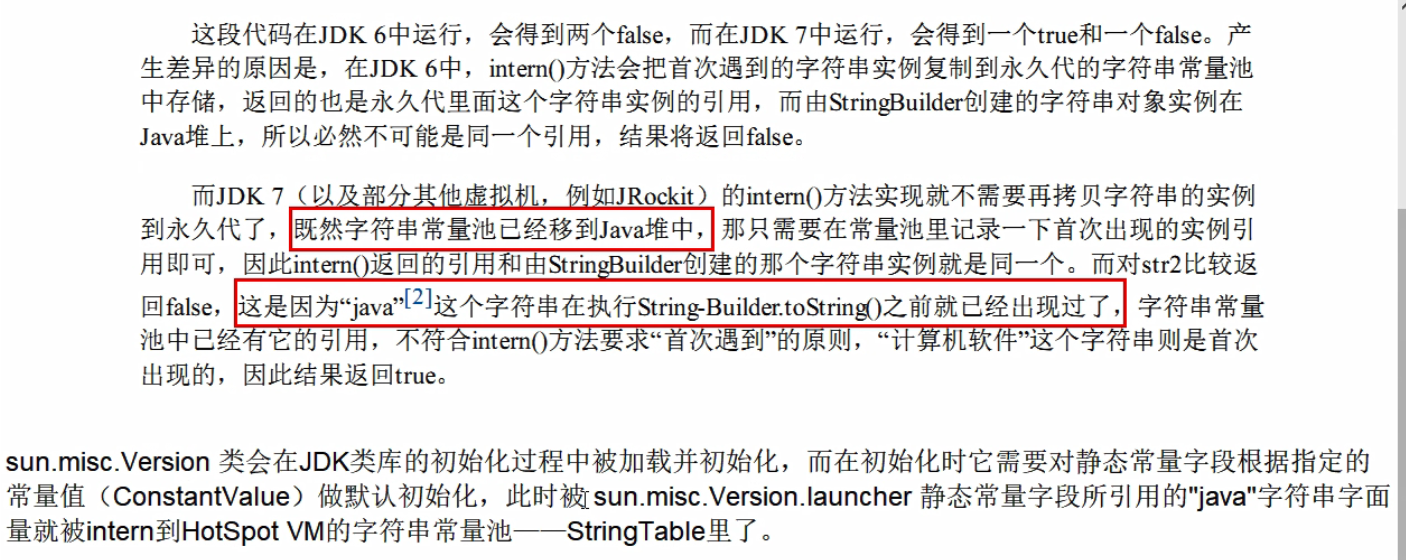 这段代码在JDK 6中运行，会得到两个false，而在JDK 7中运行，会得到一个true和一个false。产
生差异的原因是，在JDK 6中，intern()方法会把首次遇到的字符串实例复制到永久代的字符串常量池
中存储，返回的也是永久代里面这个字符串实例的引用，而由StringBuilder创建的字符串对象实例在
Java堆上，所以必然不可能是同一个引用，结果将返回false。
而JDK 7（以及部分其他虚拟机，例如JRockit）的intern()方法实现就不需要再拷贝字符串的实例
到永久代了，既然字符串常量池已经移到Java堆中，那只需要在常量池里记录一下首次出现的实例引
用即可，因此intern()返回的引用和由StringBuilder创建的那个字符串实例就是同一个。而对str2比较返
回false，这是因为“java”[2]这个字符串在执行String-Builder.toString()之前就已经出现过了，字符串常量
池中已经有它的引用，不符合intern()方法要求“首次遇到”的原则，“计算机软件”这个字符串则是首次
出现的，因此结果返回true。
sun.misc.Version 类会在JDK类库的初始化过程中被加载并初始化，而在初始化时它需要对静态常量字段根据指定的
常量值（ConstantValue）做默认初始化，此时被 sun.misc.Version.launcher 静态常量字段所引用的"java"字符串字面
量就被intern到HotSpot VM的字符串常量池——StringTable里了。